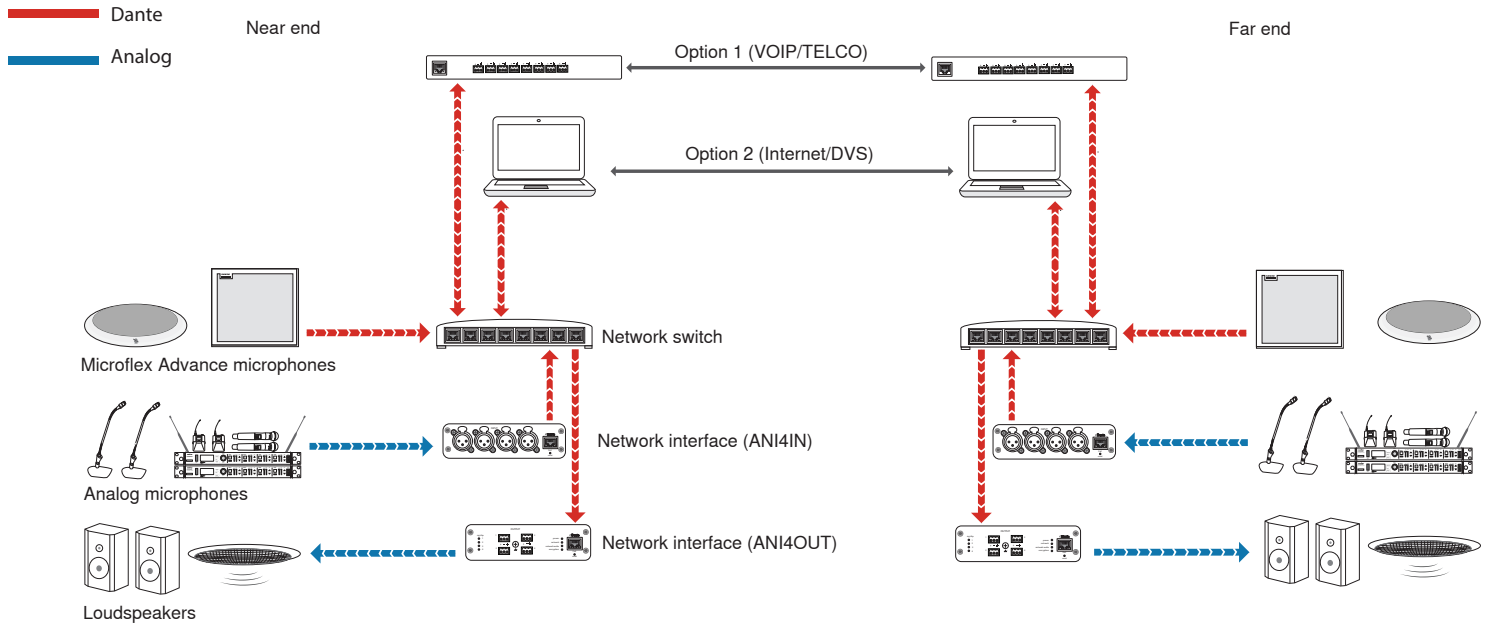 Dante
Near end
Far end
Analog
Option 1 (VOIP/TELCO)
Option 2 (Internet/DVS)
Network switch
Microflex Advance microphones
Network interface (ANI4IN)
Analog microphones
Network interface (ANI4OUT)
Loudspeakers